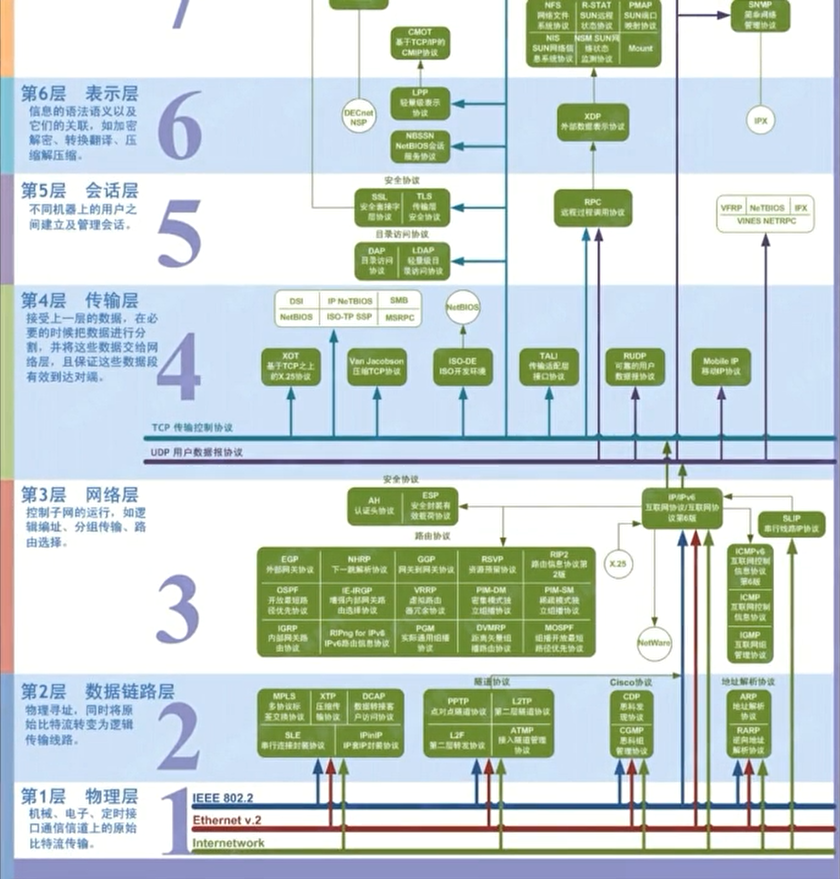 7
CMOT
基于TCP/IP的
CMIP协议
NFS
网络文件
系统协议
R-STAT
SUN远程
状态协议
PMAP
SUN端口
映射协议
NIS
SUN网络信
息系统协议
NSM SUN网
络状态
监测协议
Mount
SNMP
简单网络
管理协议
第6层 表示层
信息的语法语义以及
它们的关联，如加密
解密、转换翻译、压
缩解压缩。
6
DECnet
NSP
LPP
轻量级表示
协议
NBSSN
NetBIOS会话
服务协议
XDP
外部数据表示协议
IPX
第5层 会话层
不同机器上的用户之
间建立及管理会话。
5
安全协议
SSL
安全套接字
层协议
TLS
传输层
安全协议
目录访问协议
DAP
目录访问
协议
LDAP
轻量级目
录访问协议
RPC
远程过程调用协议
VFRP
NeTBIOS
IPX
VINES NETRPC
第4层 传输层
接受上一层的数据，在必
要的时候把数据进行分
割，并将这些数据交给网
络层，且保证这些数据段
有效到达对端。
4
DSI
IP NeTBIOS
SMB
NetBIOS
ISO-TP SSP
MSRPC
NetBIOS
XOT
基于TCP之上
的X.25协议
Van Jacobson
压缩TCP协议
ISO-DE
ISO开发环境
TALI
传输适配层
接口协议
RUDP
可靠的用户
数据报协议
Mobile IP
移动IP协议
TCP 传输控制协议
UDP 用户数据报协议
第3层 网络层
控制子网的运行，如逻
辑编址、分组传输、路
由选择。
3
安全协议
AH
认证头协议
ESP
安全封装有
效载荷协议
路由协议
IP/IPv6
互联网协议/互联网协
议第6版
SLIP
串行线路IP协议
EGP
外部网关协议
NHRP
下一跳解析协议
GGP
网关到网关协议
RSVP
资源预留协议
RIP2
路由信息协议第
2版
OSPF
开放最短路
径优先协议
IE-IRGP
增强内部网关路
由选择协议
VRRP
虚拟路由
器冗余协议
PIM-DM
密集模式独
立组播协议
PIM-SM
稀疏模式独
立组播协议
IGRP
内部网关路
由协议
RIPng for IPv6
IPv6路由信息协议
PGM
实际通用组播
协议
DVMRP
距离矢量组
播路由协议
MOSPF
组播开放最短
路径优先协议
X.25
NetWare
ICMPv6
互联网控制
信息协议
第6版
ICMP
互联网控制
信息协议
IGMP
互联网组
管理协议
第2层 数据链路层
物理寻址，同时将原
始比特流转变为逻辑
传输线路。
2
MPLS
多协议标
签交换协议
XTP
压缩传
输协议
DCAP
数据转接客
户访问协议
SLE
串行连接封装协议
IPinIP
IP套IP封装协议
隧道协议
PPTP
点对点隧道协议
L2TP
第二层隧道协议
L2F
第二层转发协议
ATMP
接入隧道管理
协议
Cisco协议
CDP
思科发
现协议
CGMP
思科组
管理协议
地址解析协议
ARP
地址解析
协议
RARP
逆向地址
解析协议
第1层 物理层
机械、电子、定时接
口通信信道上的原始
比特流传输。
1
IEEE 802.2
Ethernet v.2
Internetwork